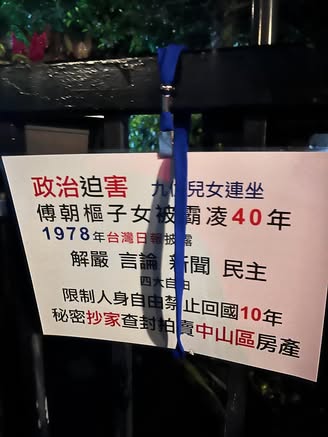 政治迫害 九位兒女連坐
傅朝樞子女被霸凌40年
1978年台灣日報披露
解嚴 言論 新聞 民主
四大自由
限制人身自由禁止回國10年
秘密抄家查封拍賣中山區房產